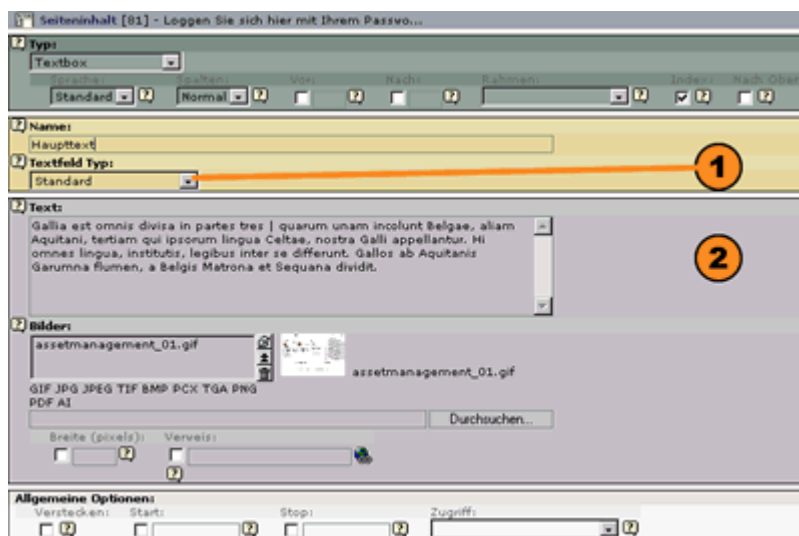 Seiteninhalt [81] - Loggen Sie sich hier mit Ihrem Passwo...
Typ:
Textbox
Sprache: Spalten: Vor: Nach: Rahmen: Index: Nach Ober
Standard Normal
Name:
Haupttext
Textfeld Typ:
Standard
1
Text:
Gallia est omnis divisa in partes tres | quarum unam incolunt Belgae, aliam
Aquitani, tertiam qui ipsorum lingua Celtae, nostra Galli appellantur. Hi
omnes lingua, institutis, legibus inter se differunt. Gallos ab Aquitanis
Garumna flumen, a Belgis Matrona et Sequana dividit.
2
Bilder:
assetmanagement_01.gif
assetmanagement_01.gif
GIF JPG JPEG TIF BMP PCX TGA PNG
PDF AI
Durchsuchen...
Breite (pixels): Verweis:
Allgemeine Optionen:
Verstecken: Start: Stop: Zugriff: